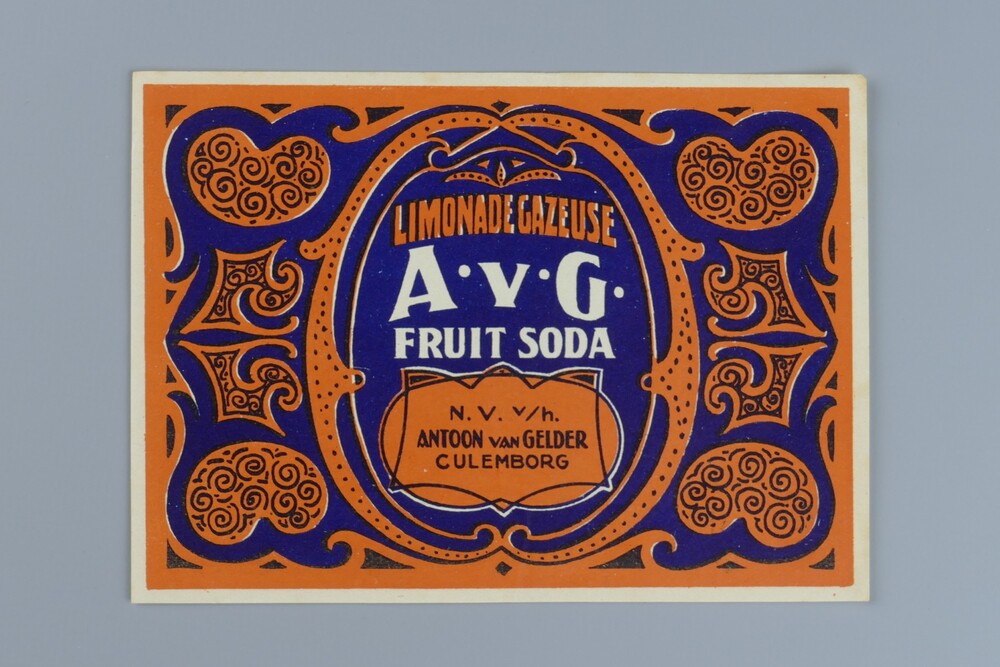 LIMONADE GAZEUSE
A·v·G·
FRUIT SODA
N. V. v/h.
ANTOON van GELDER
CULEMBORG